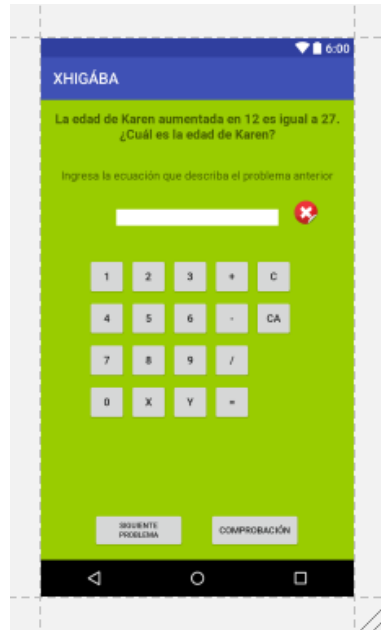 6:00
XHIGÁBA
La edad de Karen aumentada en 12 es igual a 27.
¿Cuál es la edad de Karen?
Ingresa la ecuación que describa el problema anterior
1 2 3 + C
4 5 6 - CA
7 8 9 /
0 X Y =
SIGUIENTE
PROBLEMA
COMPROBACIÓN